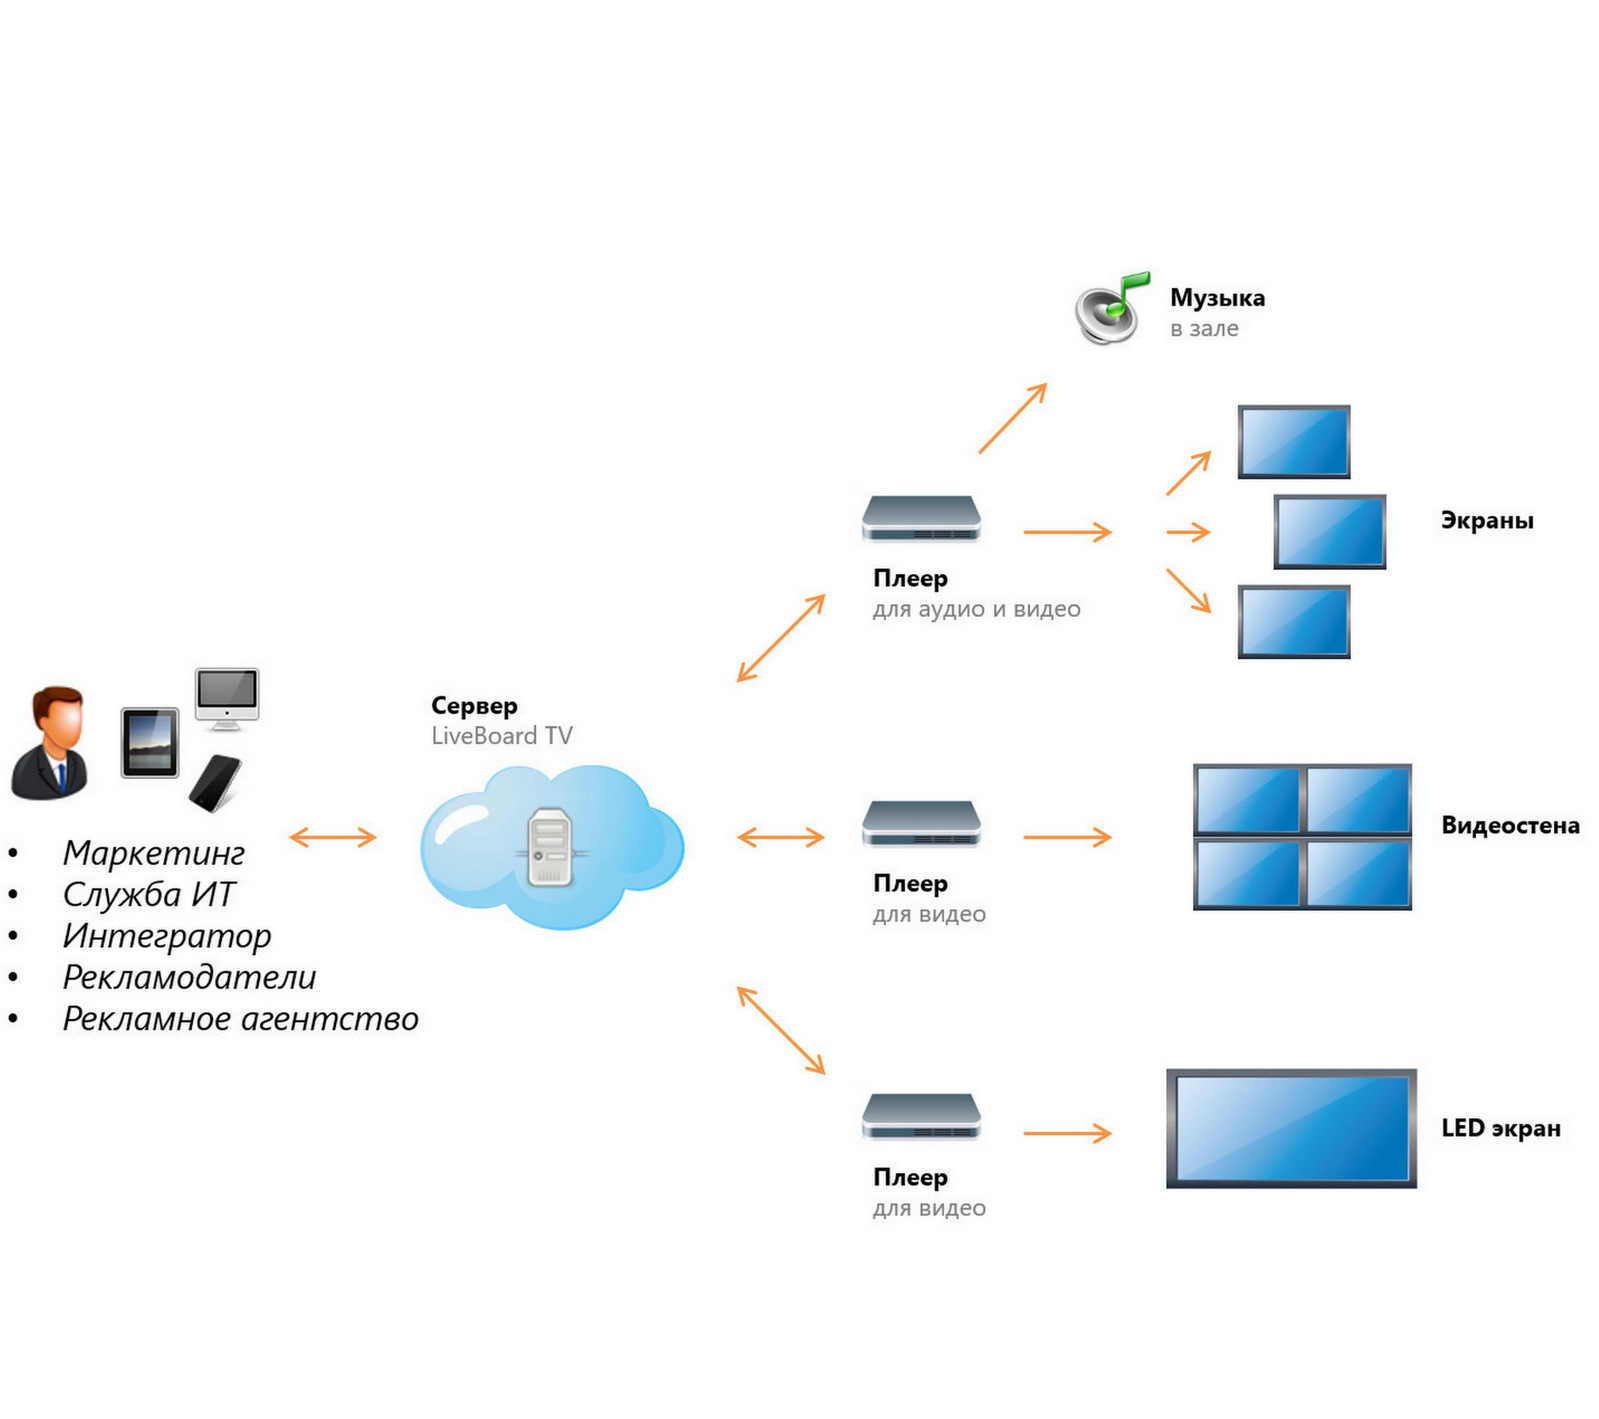 Музыка
в зале
Экраны
Плеер
для аудио и видео
Сервер
LiveBoard TV
• Маркетинг
• Служба ИТ
• Интегратор
• Рекламодатели
• Рекламное агентство
Плеер
для видео
Видеостена
Плеер
для видео
LED экран